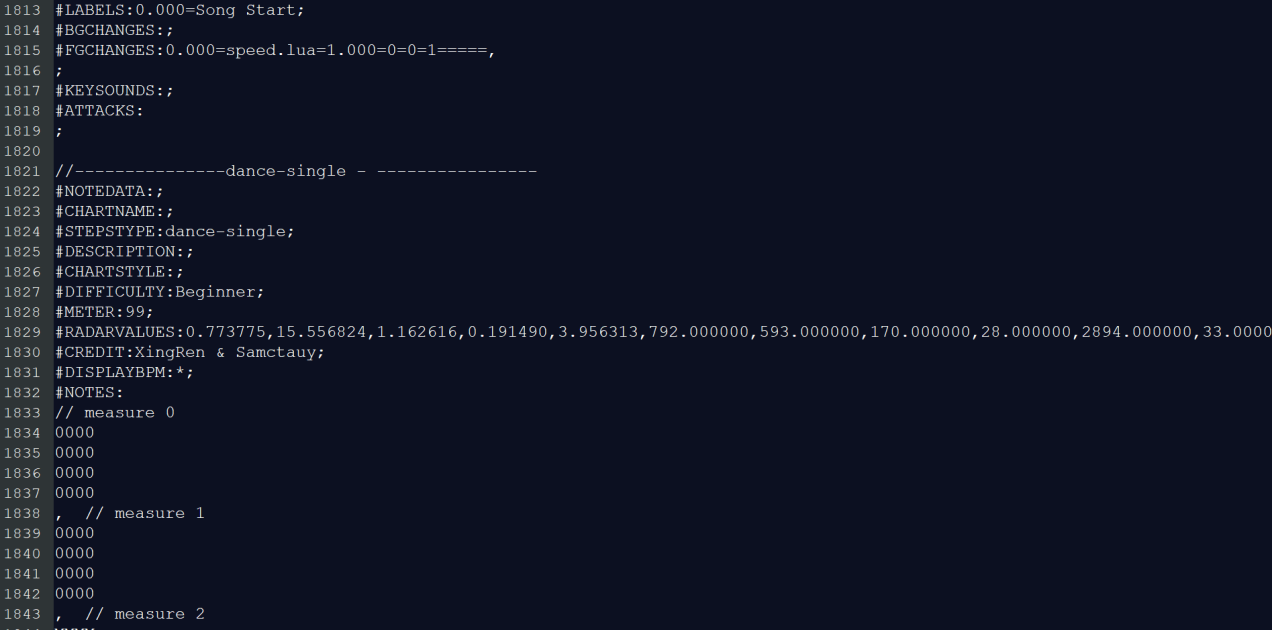 1813 #LABELS:0.000=Song Start;
1814 #BGCHANGES:;
1815 #FGCHANGES:0.000=speed.lua=1.000=0=0=1=====,
1816 ;
1817 #KEYSOUNDS:;
1818 #ATTACKS:
1819 ;
1820
1821 //---------------dance-single - ----------------
1822 #NOTEDATA:;
1823 #CHARTNAME:;
1824 #STEPSTYPE:dance-single;
1825 #DESCRIPTION:;
1826 #CHARTSTYLE:;
1827 #DIFFICULTY:Beginner;
1828 #METER:99;
1829 #RADARVALUES:0.773775,15.556824,1.162616,0.191490,3.956313,792.000000,593.000000,170.000000,28.000000,2894.000000,33.0000
1830 #CREDIT:XingRen & Samctauy;
1831 #DISPLAYBPM:*;
1832 #NOTES:
1833 // measure 0
1834 0000
1835 0000
1836 0000
1837 0000
1838 ,  // measure 1
1839 0000
1840 0000
1841 0000
1842 0000
1843 ,  // measure 2